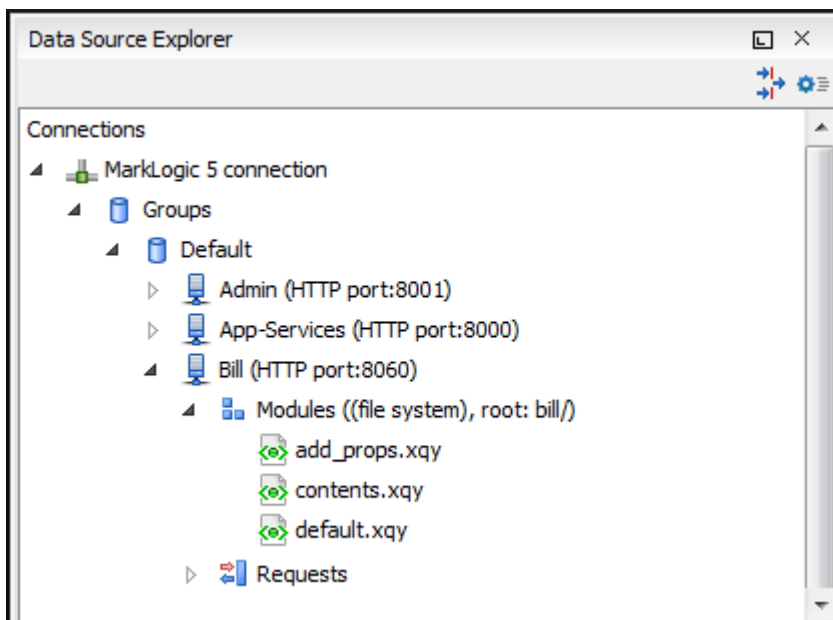 Data Source Explorer
Connections
MarkLogic 5 connection
Groups
Default
Admin (HTTP port:8001)
App-Services (HTTP port:8000)
Bill (HTTP port:8060)
Modules ((file system), root: bill/)
add_props.xqy
contents.xqy
default.xqy
Requests